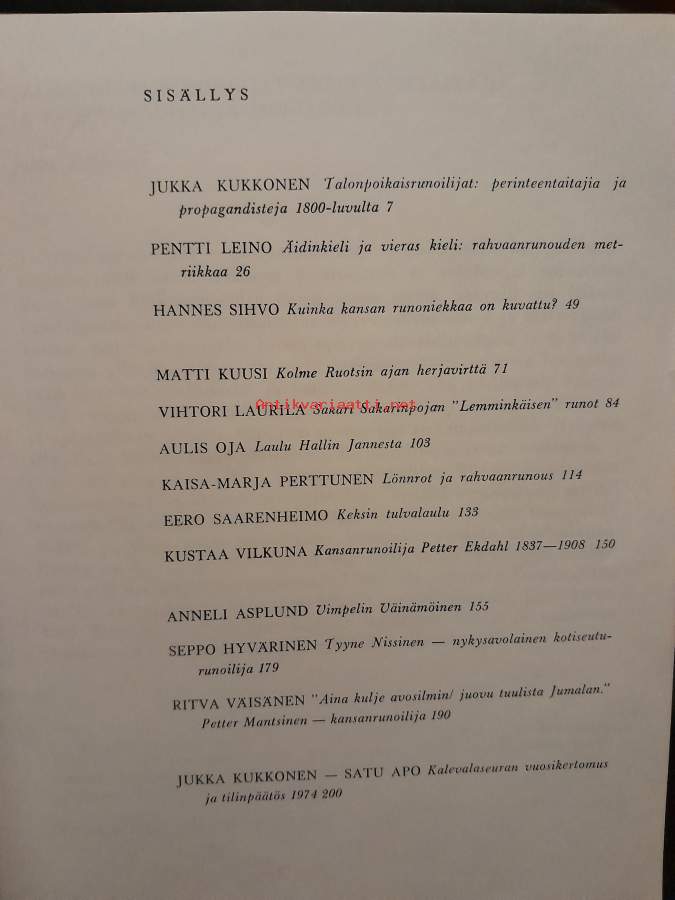 SISÄLLYS
JUKKA KUKKONEN Talonpoikaisrunoilijat: perinteentaitajia ja
propagandisteja 1800-luvulta 7
PENTTI LEINO Äidinkieli ja vieras kieli: rahvaanrunouden met-
riikkaa 26
HANNES SIHVO Kuinka kansan runoniekkaa on kuvattu? 49
MATTI KUUSI Kolme Ruotsin ajan herjavirttä 71
Antikvariaatti.net
VIHTORI LAURILA Sakari Sakarinpojan "Lemminkäisen" runot 84
AULIS OJA Laulu Hallin Jannesta 103
KAISA-MARJA PERTTUNEN Lönnrot ja rahvaanrunous 114
EERO SAARENHEIMO Keksin tulvalaulu 133
KUSTAA VILKUNA Kansanrunoilija Petter Ekdahl 1837—1908 150
ANNELI ASPLUND Vimpelin Väinämöinen 155
SEPPO HYVÄRINEN Tyyne Nissinen — nykysavolainen kotiseutu-
runoilija 179
RITVA VÄISÄNEN "Aina kulje avosilmin/ juovu tuulista Jumalan."
Petter Mantsinen — kansanrunoilija 190
JUKKA KUKKONEN — SATU APO Kalevalaseuran vuosikertomus
ja tilinpäätös 1974 200